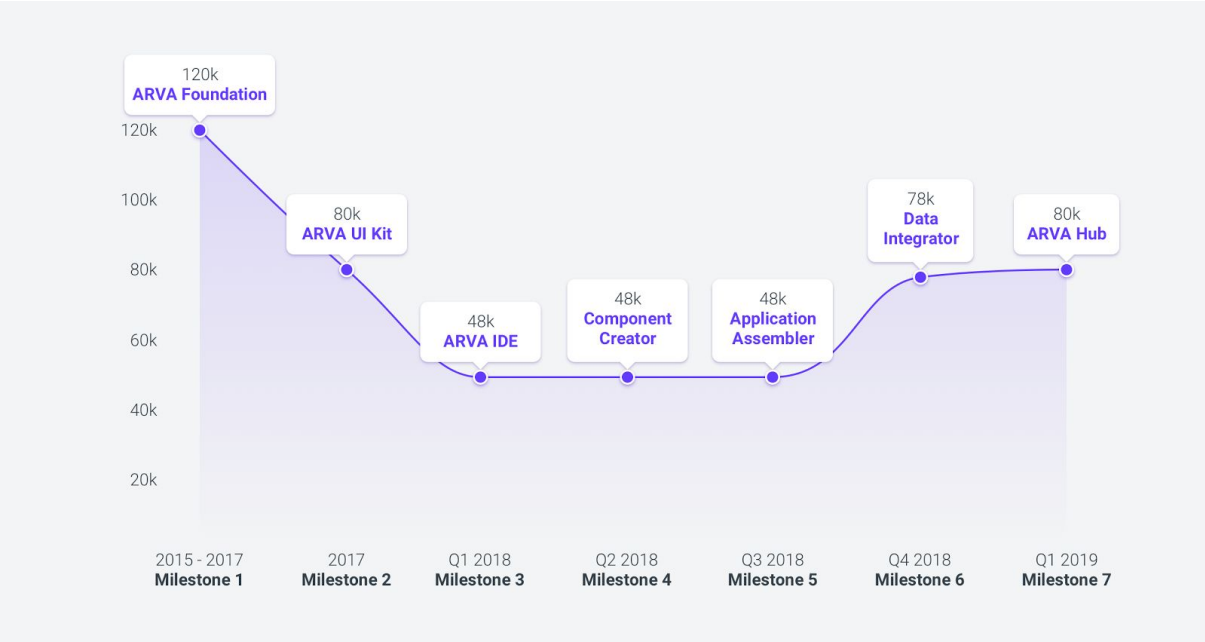 120k
ARVA Foundation
120k
100k
80k
60k
40k
20k
80k
ARVA UI Kit
48k
ARVA IDE
48k
Component
Creator
48k
Application
Assembler
78k
Data
Integrator
80k
ARVA Hub
2015 - 2017
Milestone 1
2017
Milestone 2
Q1 2018
Milestone 3
Q2 2018
Milestone 4
Q3 2018
Milestone 5
Q4 2018
Milestone 6
Q1 2019
Milestone 7